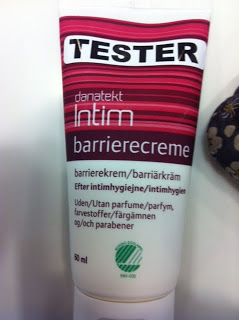 TESTER
danatekt
Intim
barrierecreme
barrierekrem/barriärkräm
Efter intimhygiejne/intimhygien
Uden/Utan parfume/parfym,
farvestoffer/färgämnen
og/och parabener
60 ml